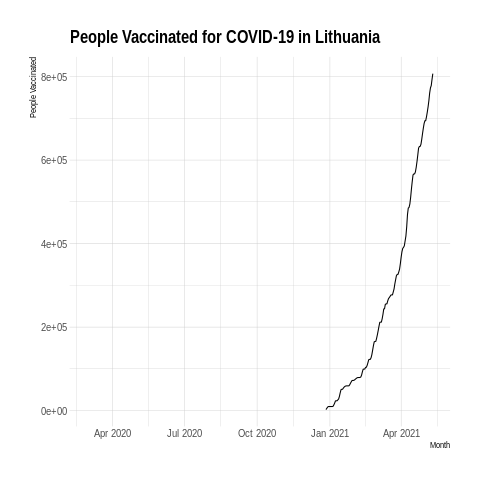 People Vaccinated for COVID-19 in Lithuania
People Vaccinated
8e+05
6e+05
4e+05
2e+05
0e+00
Apr 2020 Jul 2020 Oct 2020 Jan 2021 Apr 2021
Month